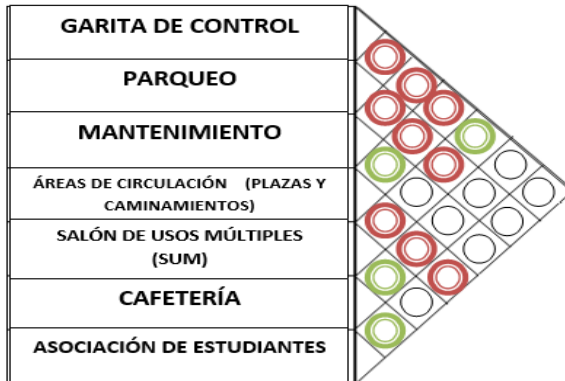 GARITA DE CONTROL
PARQUEO
MANTENIMIENTO
ÁREAS DE CIRCULACIÓN (PLAZAS Y
CAMINAMIENTOS)
SALÓN DE USOS MÚLTIPLES
(SUM)
CAFETERÍA
ASOCIACIÓN DE ESTUDIANTES